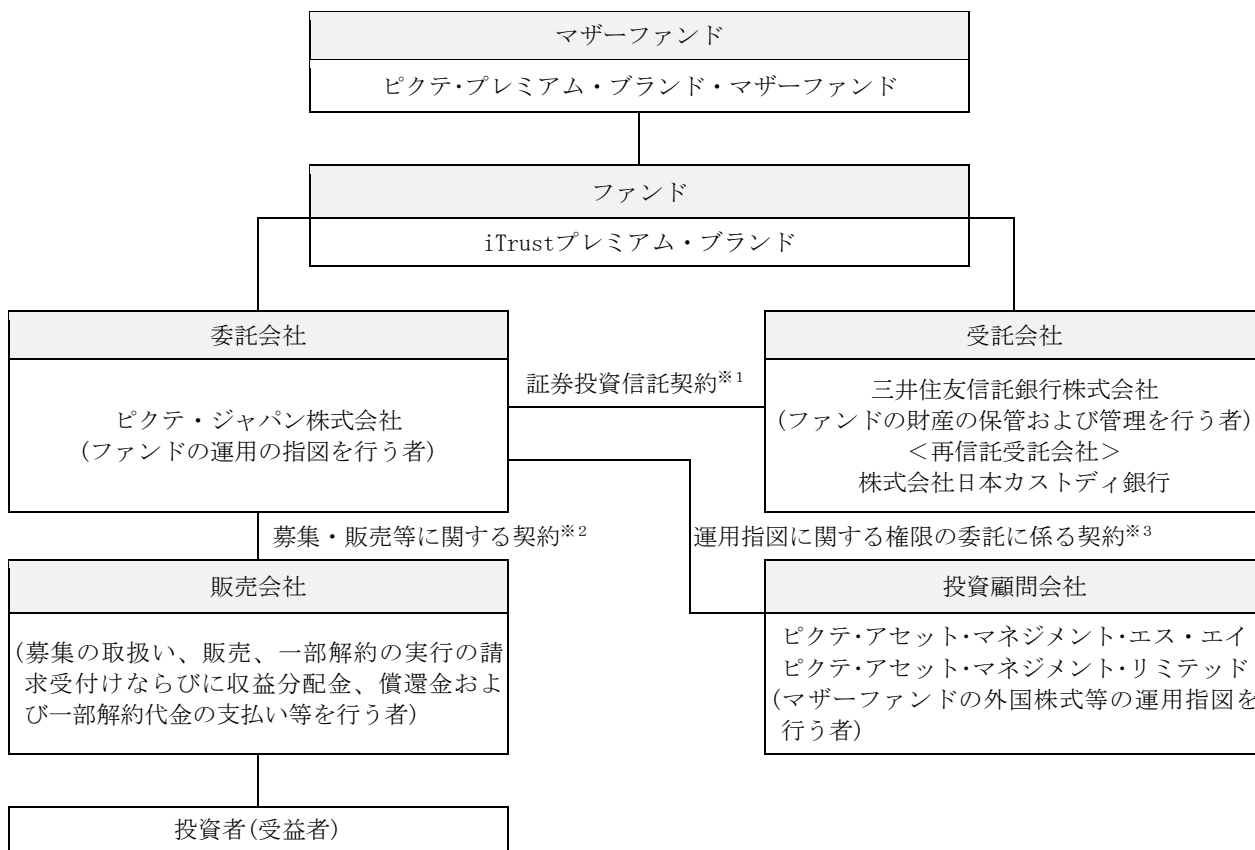 マザーファンド
ピクテ・プレミアム・ブランド・マザーファンド
ファンド
iTrustプレミアム・ブランド
委託会社
ピクテ・ジャパン株式会社
(ファンドの運用の指図を行う者)
証券投資信託契約※1
受託会社
三井住友信託銀行株式会社
(ファンドの財産の保管および管理を行う者)
＜再信託受託会社＞
株式会社日本カストディ銀行
募集・販売等に関する契約※2
運用指図に関する権限の委託に係る契約※3
販売会社
(募集の取扱い、販売、一部解約の実行の請
求受付けならびに収益分配金、償還金およ
び一部解約代金の支払い等を行う者)
投資顧問会社
ピクテ・アセット・マネジメント・エス・エイ
ピクテ・アセット・マネジメント・リミテッド
(マザーファンドの外国株式等の運用指図を
行う者)
投資者(受益者)